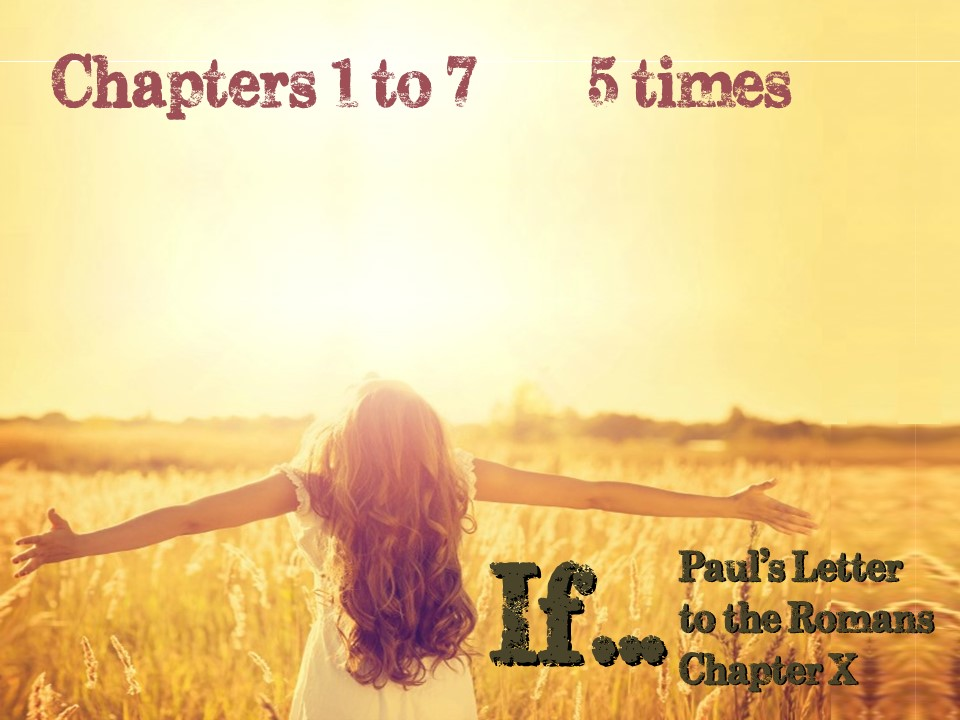 Chapters 1 to 7 5 times
If...
Paul's Letter
to the Romans
Chapter X